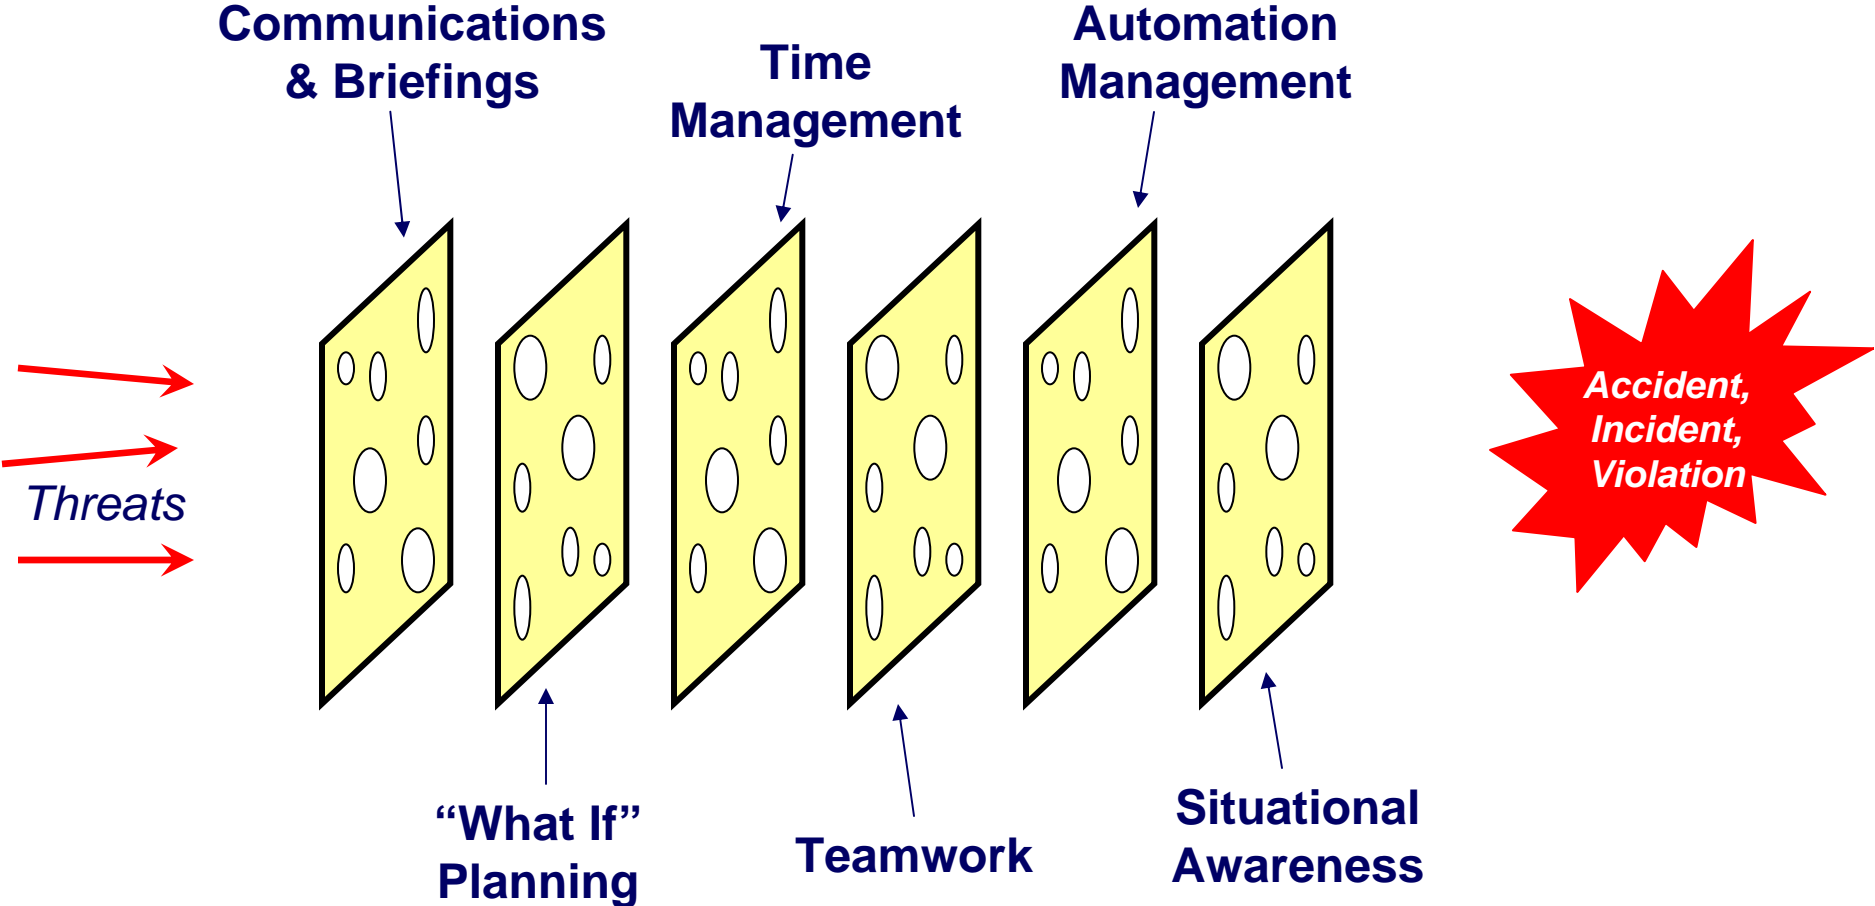 Communications
& Briefings
Time
Management
Automation
Management
Threats
Accident,
Incident,
Violation
“What If”
Planning
Teamwork
Situational
Awareness